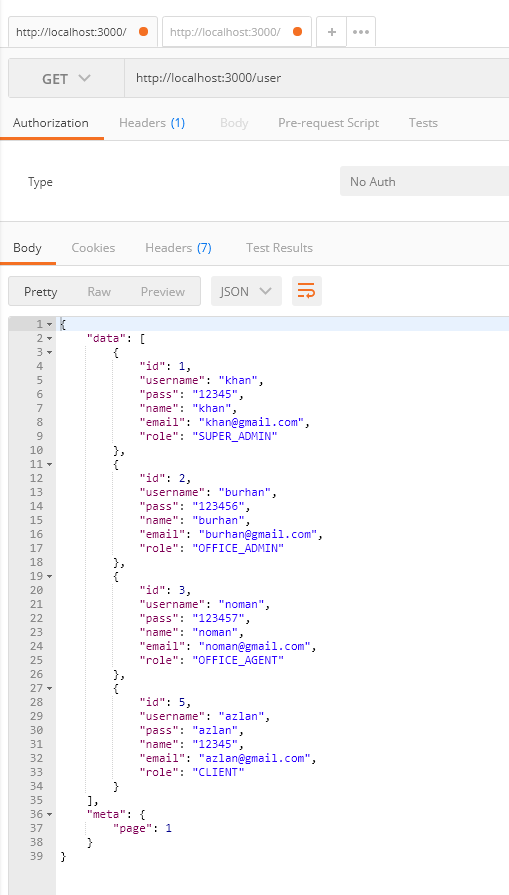 http://localhost:3000/ http://localhost:3000/ + •••
GET http://localhost:3000/user
Authorization Headers (1) Body Pre-request Script Tests
Type No Auth
Body Cookies Headers (7) Test Results
Pretty Raw Preview JSON
1 {
2 "data": [
3 {
4 "id": 1,
5 "username": "khan",
6 "pass": "12345",
7 "name": "khan",
8 "email": "khan@gmail.com",
9 "role": "SUPER_ADMIN"
10 },
11 {
12 "id": 2,
13 "username": "burhan",
14 "pass": "123456",
15 "name": "burhan",
16 "email": "burhan@gmail.com",
17 "role": "OFFICE_ADMIN"
18 },
19 {
20 "id": 3,
21 "username": "noman",
22 "pass": "123457",
23 "name": "noman",
24 "email": "noman@gmail.com",
25 "role": "OFFICE_AGENT"
26 },
27 {
28 "id": 5,
29 "username": "azlan",
30 "pass": "azlan",
31 "name": "12345",
32 "email": "azlan@gmail.com",
33 "role": "CLIENT"
34 }
35 ],
36 "meta": {
37 "page": 1
38 }
39 }